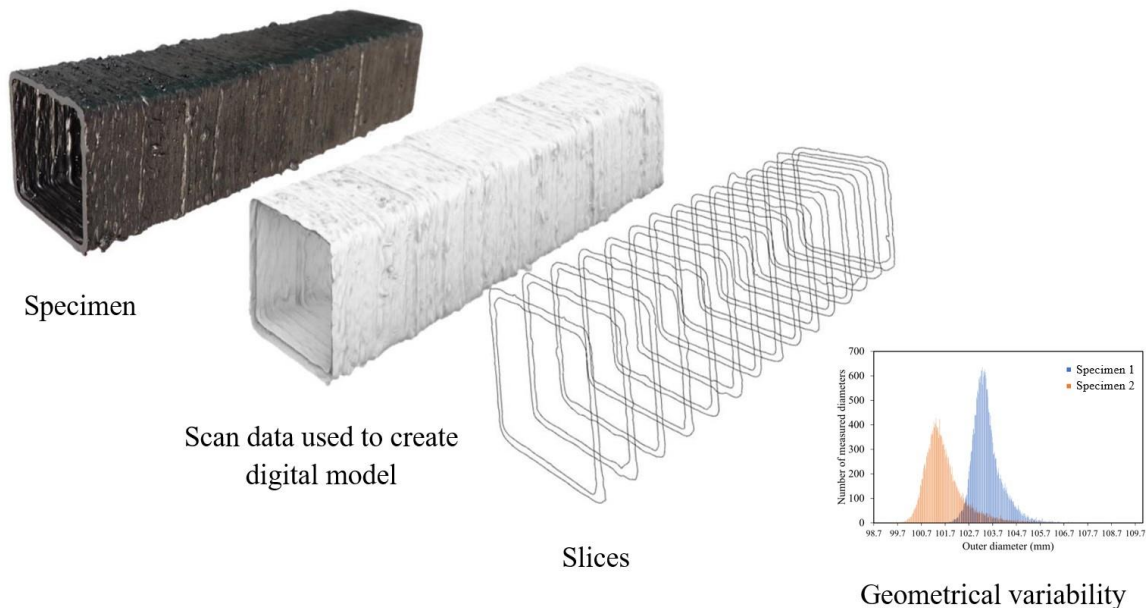 Specimen
Scan data used to create
digital model
Slices
700
600
500
400
300
200
100
0
Number of measured diameters
Specimen 1
Specimen 2
98.7 99.7 100.7 101.7 102.7 103.7 104.7 105.7 106.7 107.7 108.7 109.7
Outer diameter (mm)
Geometrical variability